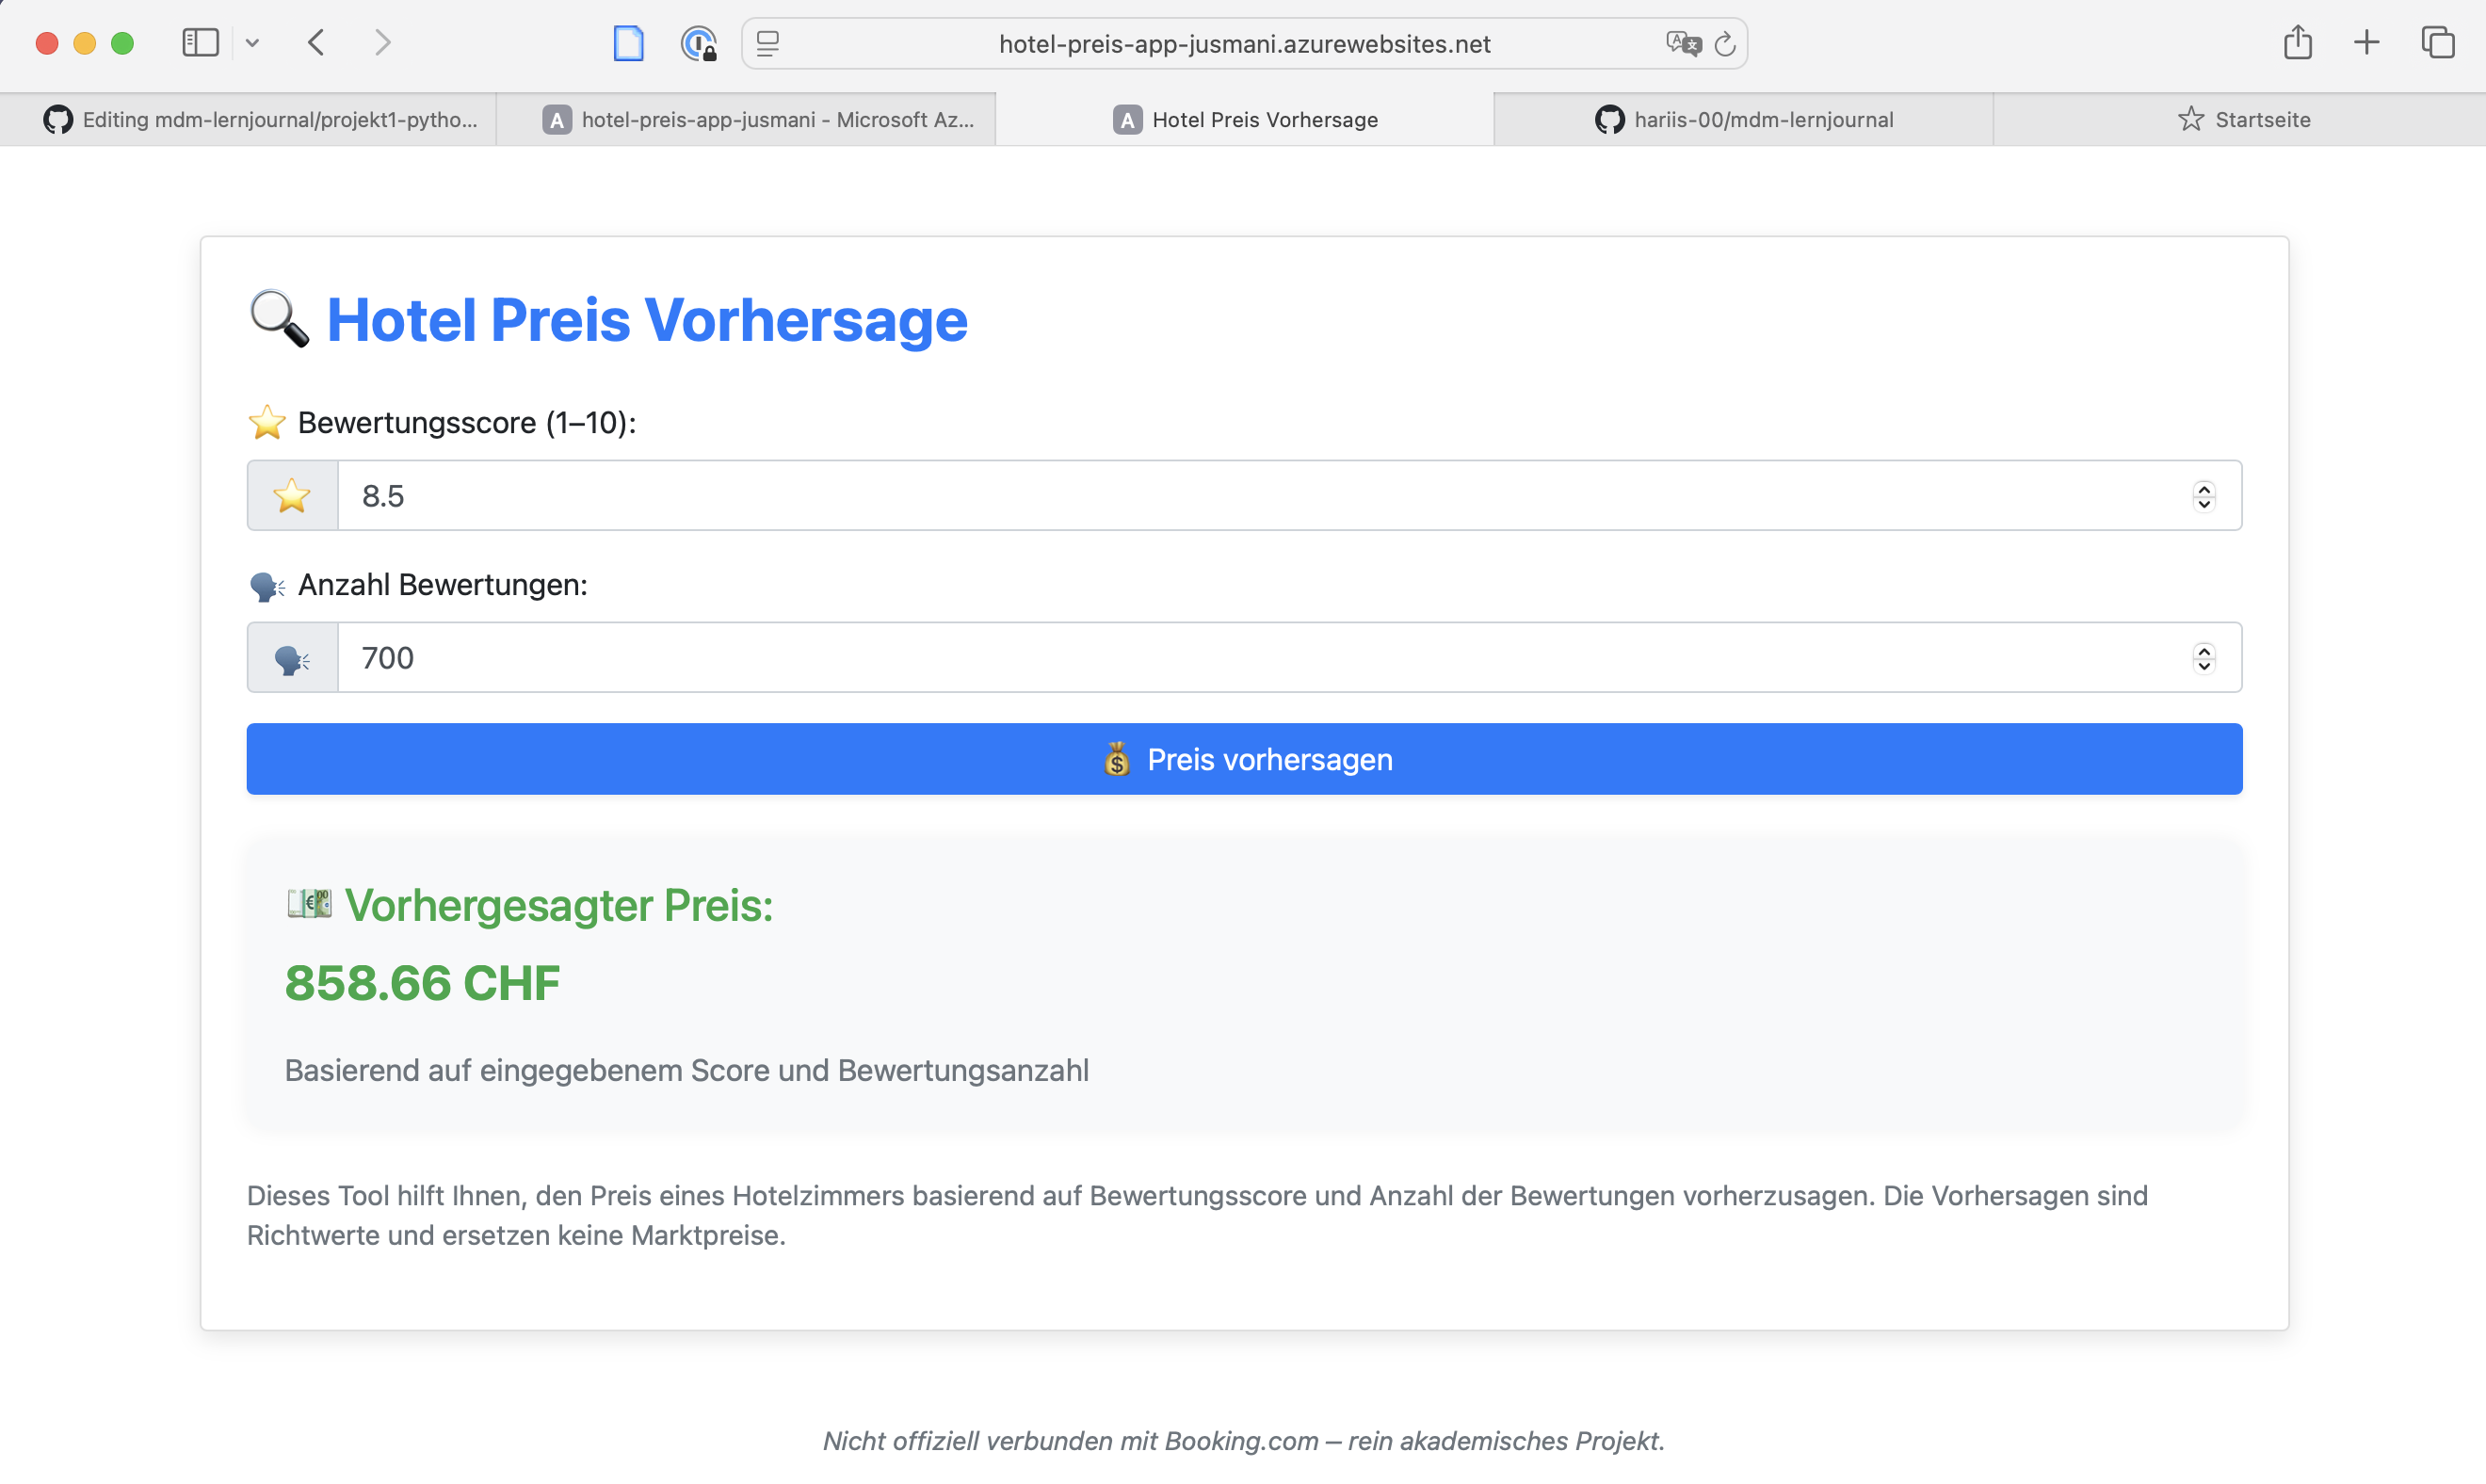 hotel-preis-app-jusmani.azurewebsites.net
Editing mdm-lernjournal/projekt1-pytho...
A hotel-preis-app-jusmani - Microsoft Az...
A Hotel Preis Vorhersage
hariis-00/mdm-lernjournal
Startseite
Hotel Preis Vorhersage
Bewertungsscore (1–10):
8.5
Anzahl Bewertungen:
700
Preis vorhersagen
Vorhergesagter Preis:
858.66 CHF
Basierend auf eingegebenem Score und Bewertungsanzahl
Dieses Tool hilft Ihnen, den Preis eines Hotelzimmers basierend auf Bewertungsscore und Anzahl der Bewertungen vorherzusagen. Die Vorhersagen sind
Richtwerte und ersetzen keine Marktpreise.
Nicht offiziell verbunden mit Booking.com – rein akademisches Projekt.